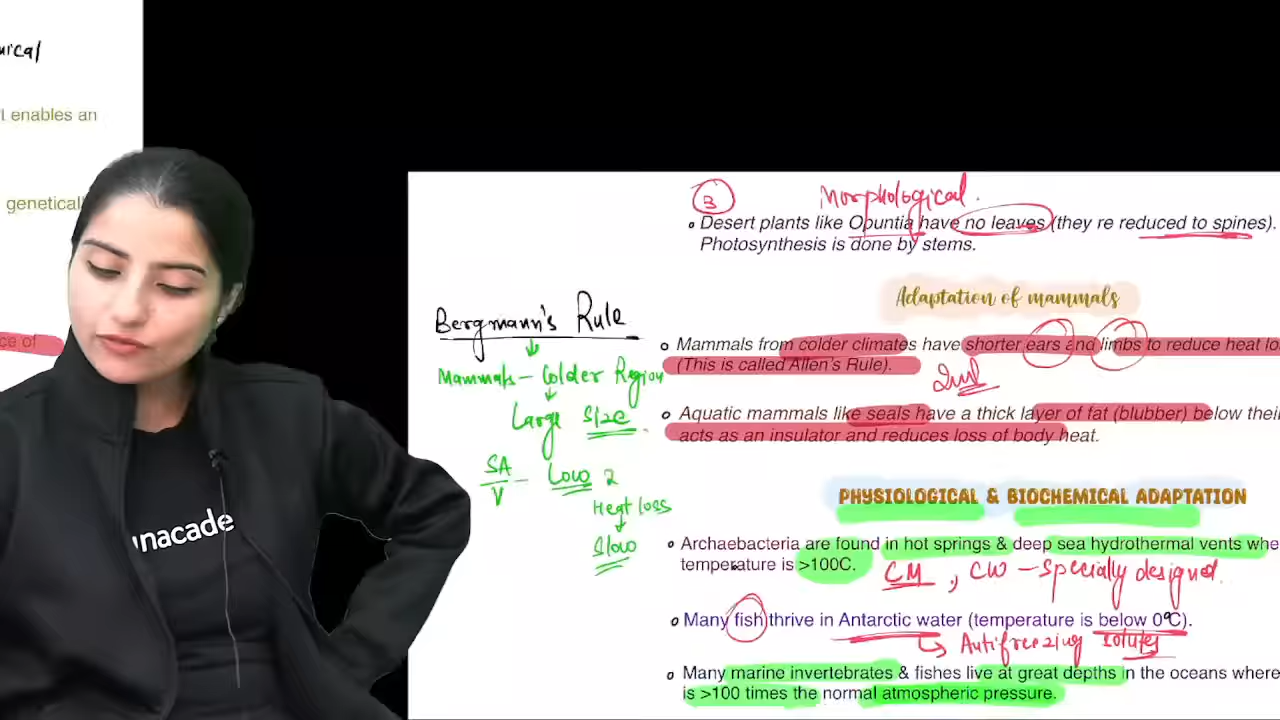 nical
t enables an
genetical
ce of
unacade
3 Morphological
Desert plants like Opuntia have no leaves (they re reduced to spines).
Photosynthesis is done by stems.
Adaptation of mammals
Bergmann's Rule
Mammals - Colder Region
Large Size
SA/V - Low
Heat loss
Slow
Mammals from colder climates have shorter ears and limbs to reduce heat lo
(This is called Allen's Rule).
Aquatic mammals like seals have a thick layer of fat (blubber) below thei
acts as an insulator and reduces loss of body heat.
PHYSIOLOGICAL & BIOCHEMICAL ADAPTATION
Archaebacteria are found in hot springs & deep sea hydrothermal vents whe
temperature is >100C.
CM, CW - Specially designed.
Many fish thrive in Antarctic water (temperature is below 0°C).
Antifreezing solutes
Many marine invertebrates & fishes live at great depths in the oceans where
is >100 times the normal atmospheric pressure.